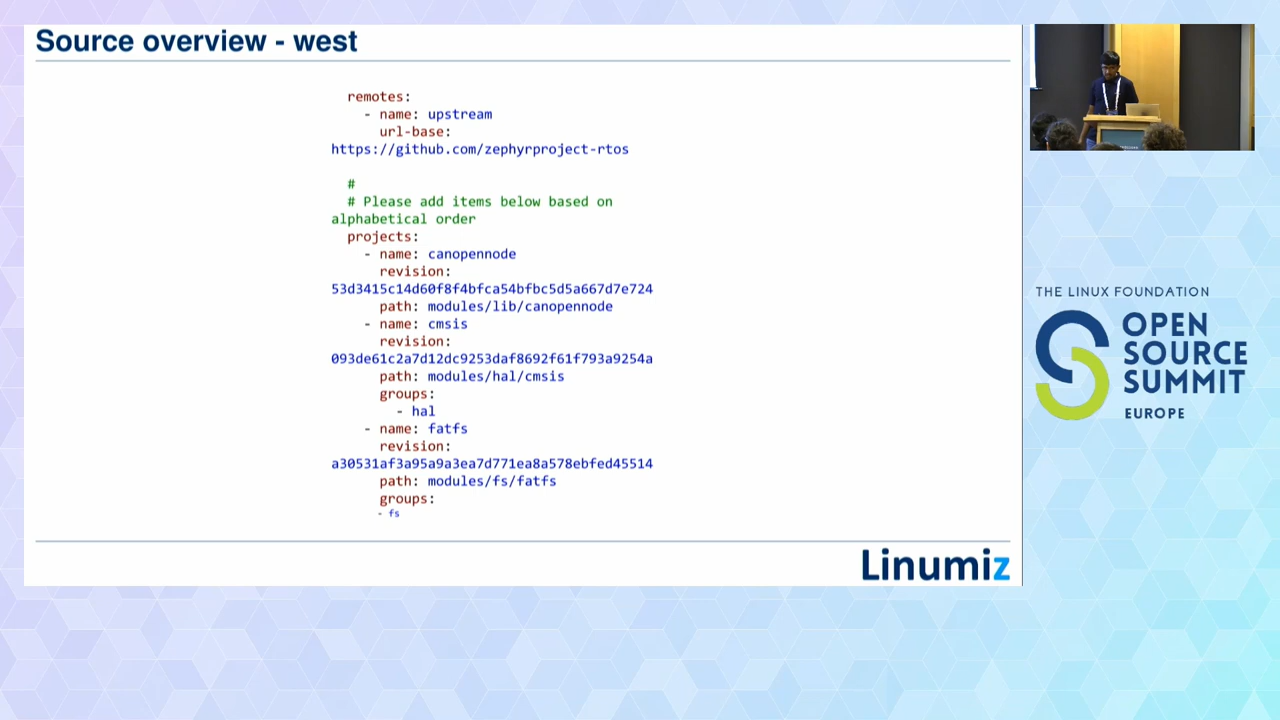 Source overview - west
remotes:
- name: upstream
url-base:
https://github.com/zephyrproject-rtos
#
# Please add items below based on
alphabetical order
projects:
- name: canopennode
revision:
53d3415c14d60f8f4bfca54bfbc5d5a667d7e724
path: modules/lib/canopennode
- name: cmsis
revision:
093de61c2a7d12dc9253daf8692f61f793a9254a
path: modules/hal/cmsis
groups:
- hal
- name: fatfs
revision:
a30531af3a95a9a3ea7d771ea8a578ebfed45514
path: modules/fs/fatfs
groups:
- fs
Linumiz
THE LINUX FOUNDATION
OPEN
SOURCE
SUMMIT
EUROPE